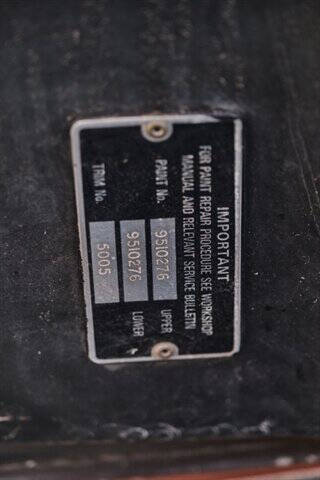 IMPORTANT
FOR PAINT REPAIR PROCEDURE SEE WORKSHOP
MANUAL AND RELEVANT SERVICE BULLETIN
PAINT No. 9510276 UPPER
9510276 LOWER
TRIM No. 5005